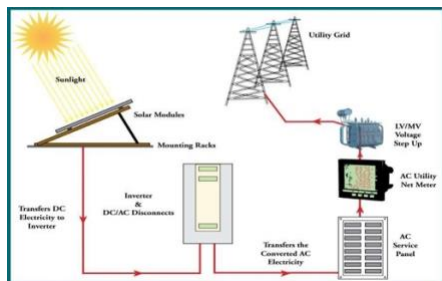 Sunlight
Solar Modules
Mounting Racks
Utility Grid
LV/MV
Voltage
Step Up
AC Utility
Net Meter
Transfers DC
Electricity to
Inverter
Inverter
&
DC/AC Disconnects
Transfers the
Converted AC
Electricity
AC
Service
Panel